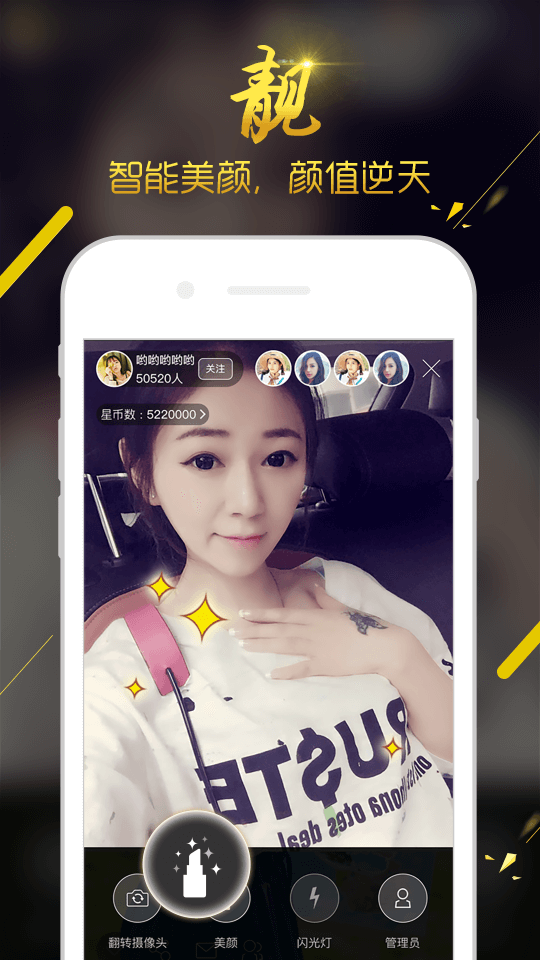 靓
智能美颜，颜值逆天
哟哟哟哟哟
50520人
关注
星币数：5220000
RUSTE
otes deal
翻转摄像头
美颜
闪光灯
管理员